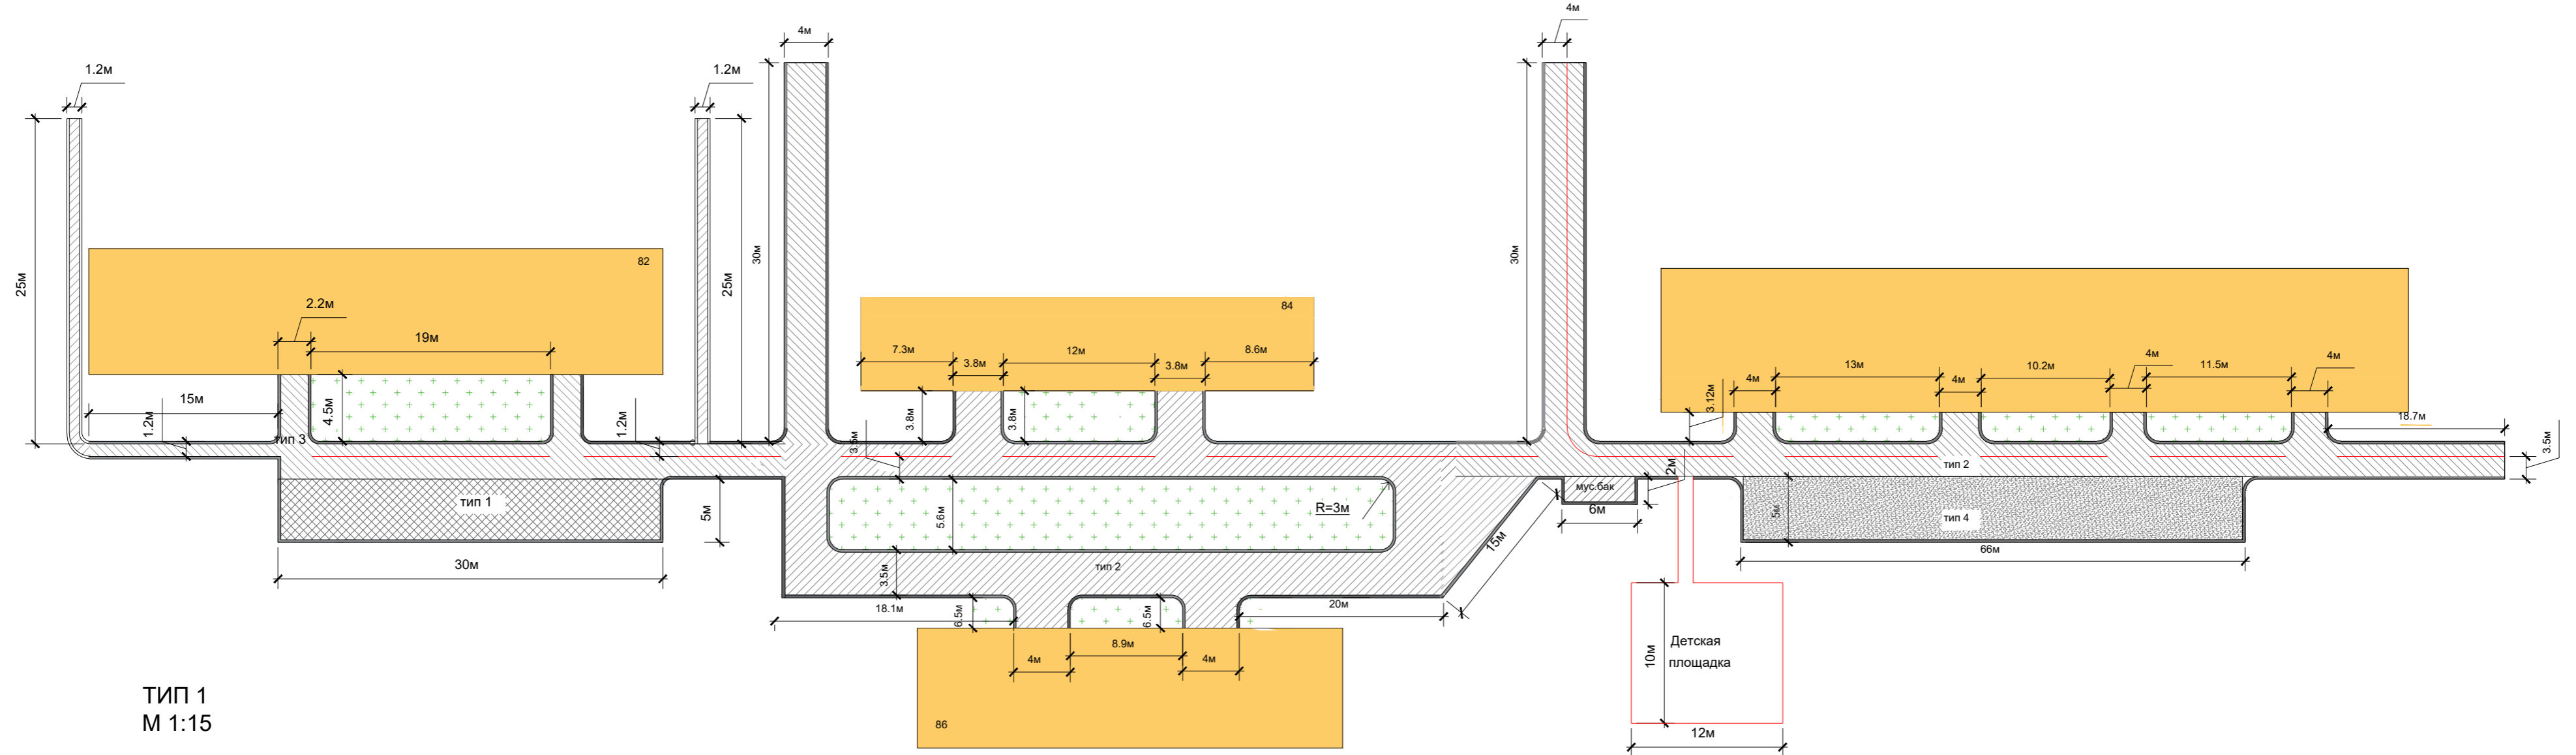 4м
4м
1.2м
1.2м
25м
30м
25м
30м
82
2.2м
19м
84
7.3м
3.8м
12м
3.8м
8.6м
15м
1.2м
4.5м
тип 3
1.2м
3.5м
3.8м
3.8м
3.12м
4м
13м
4м
10.2м
4м
11.5м
4м
18.7м
3.5м
тип 1
5м
30м
5.6м
R=3м
15м
мус.бак
2м
6м
тип 2
5м
тип 4
66м
3.5м
тип 2
18.1м
6.5м
6.5м
20м
4м
8.9м
4м
86
10м
Детская
площадка
12м
ТИП 1
М 1:15